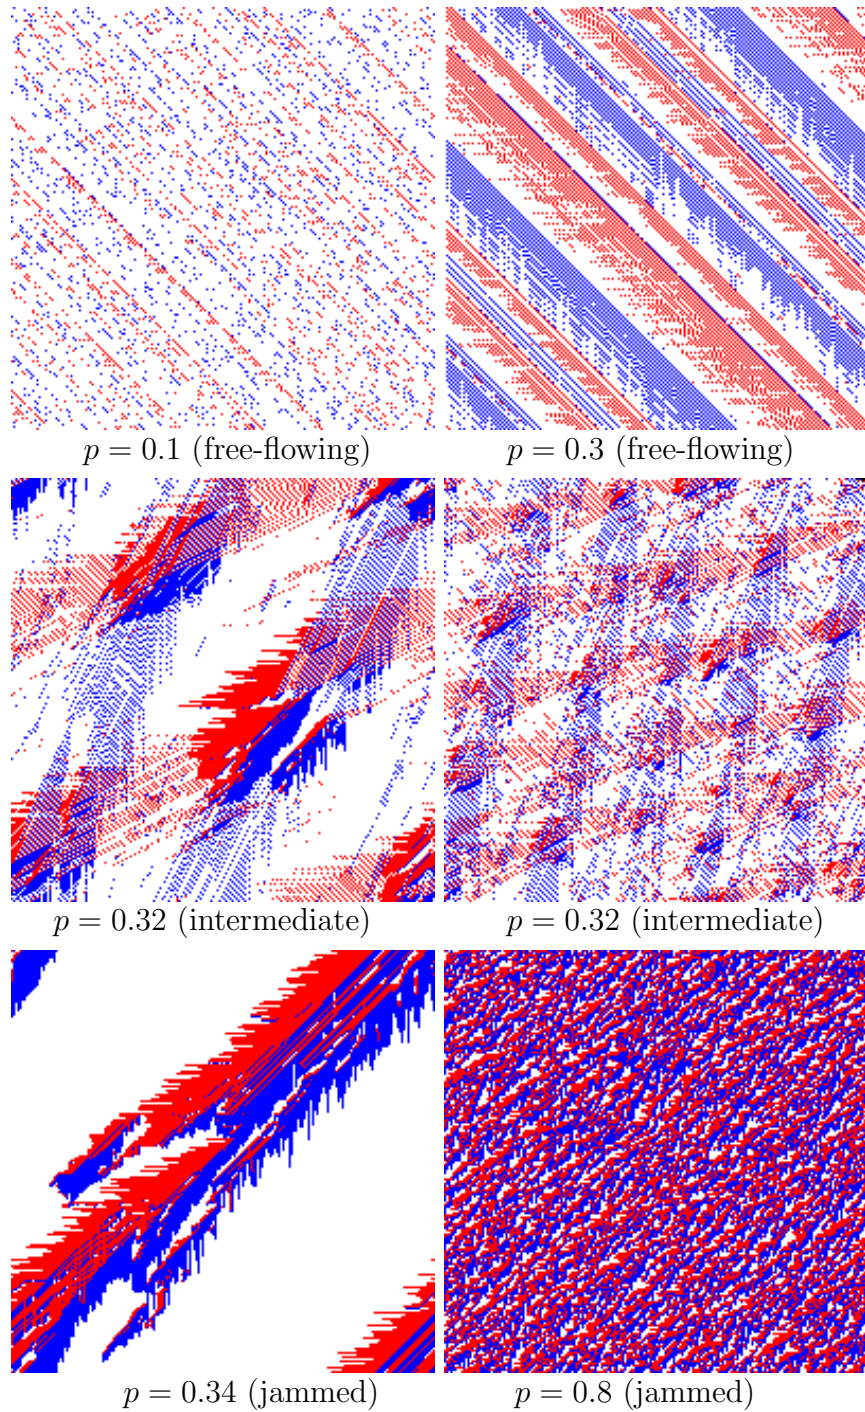 p = 0.1 (free-flowing)
p = 0.3 (free-flowing)
p = 0.32 (intermediate)
p = 0.32 (intermediate)
p = 0.34 (jammed)
p = 0.8 (jammed)